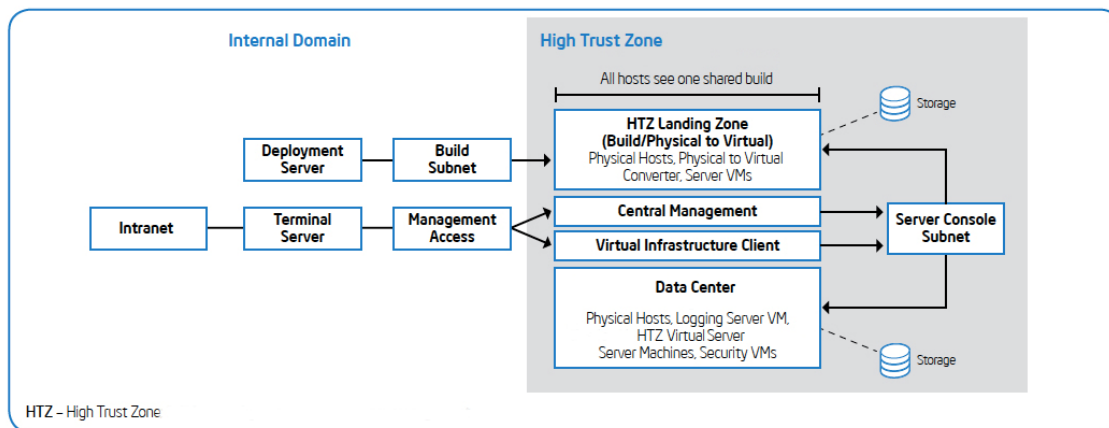 Internal Domain
High Trust Zone
All hosts see one shared build
Storage
HTZ Landing Zone
(Build/Physical to Virtual)
Physical Hosts, Physical to Virtual
Converter, Server VMs
Deployment
Server
Build
Subnet
Intranet
Terminal
Server
Management
Access
Central Management
Virtual Infrastructure Client
Server Console
Subnet
Data Center
Physical Hosts, Logging Server VM,
HTZ Virtual Server
Server Machines, Security VMs
Storage
HTZ – High Trust Zone